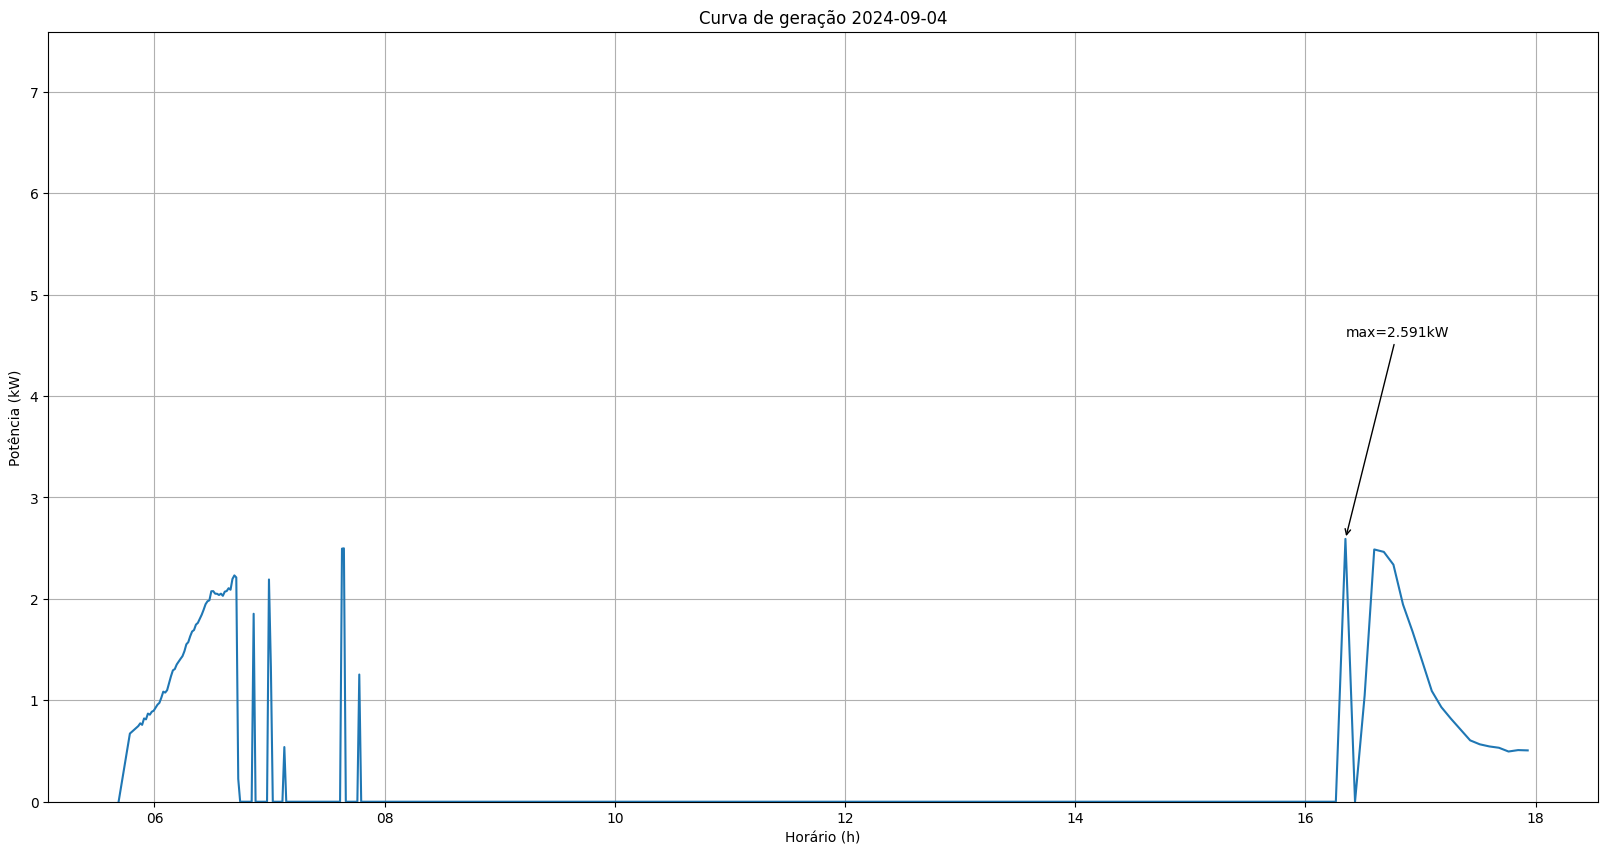 Curva de geração 2024-09-04
7
6
5
4
3
2
1
0
Potência (kW)
max=2.591kW
06 08 10 12 14 16 18
Horário (h)